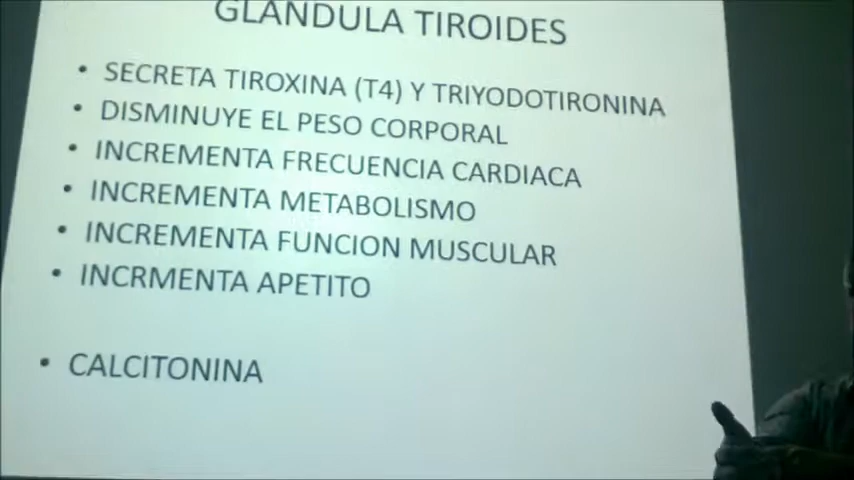 GLANDULA TIROIDES
• SECRETA TIROXINA (T4) Y TRIYODOTIRONINA
• DISMINUYE EL PESO CORPORAL
• INCREMENTA FRECUENCIA CARDIACA
• INCREMENTA METABOLISMO
• INCREMENTA FUNCION MUSCULAR
• INCRMENTA APETITO
• CALCITONINA